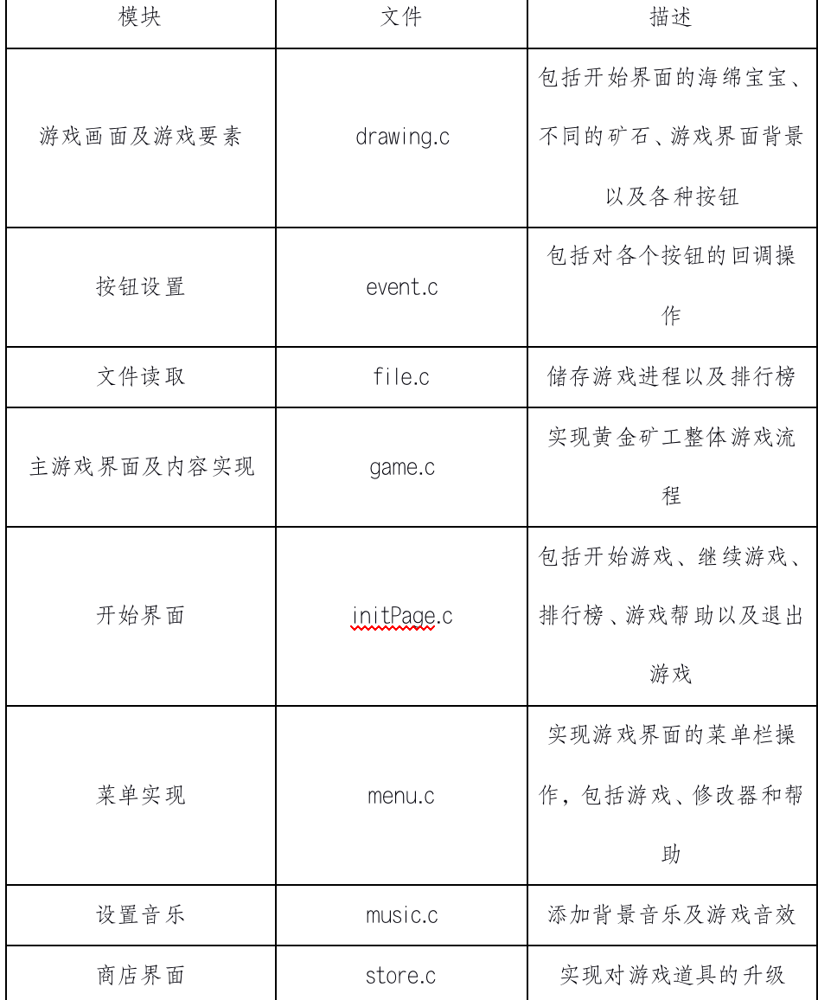 模块 文件 描述
包括开始界面的海绵宝宝、
游戏画面及游戏要素 drawing.c 不同的矿石、游戏界面背景
以及各种按钮
包括对各个按钮的回调操
按钮设置 event.c
作
文件读取 file.c 储存游戏进程以及排行榜
实现黄金矿工整体游戏流
主游戏界面及内容实现 game.c
程
包括开始游戏、继续游戏、
开始界面 initPage.c 排行榜、游戏帮助以及退出
游戏
实现游戏界面的菜单栏操
菜单实现 menu.c 作，包括游戏、修改器和帮
助
设置音乐 music.c 添加背景音乐及游戏音效
商店界面 store.c 实现对游戏道具的升级